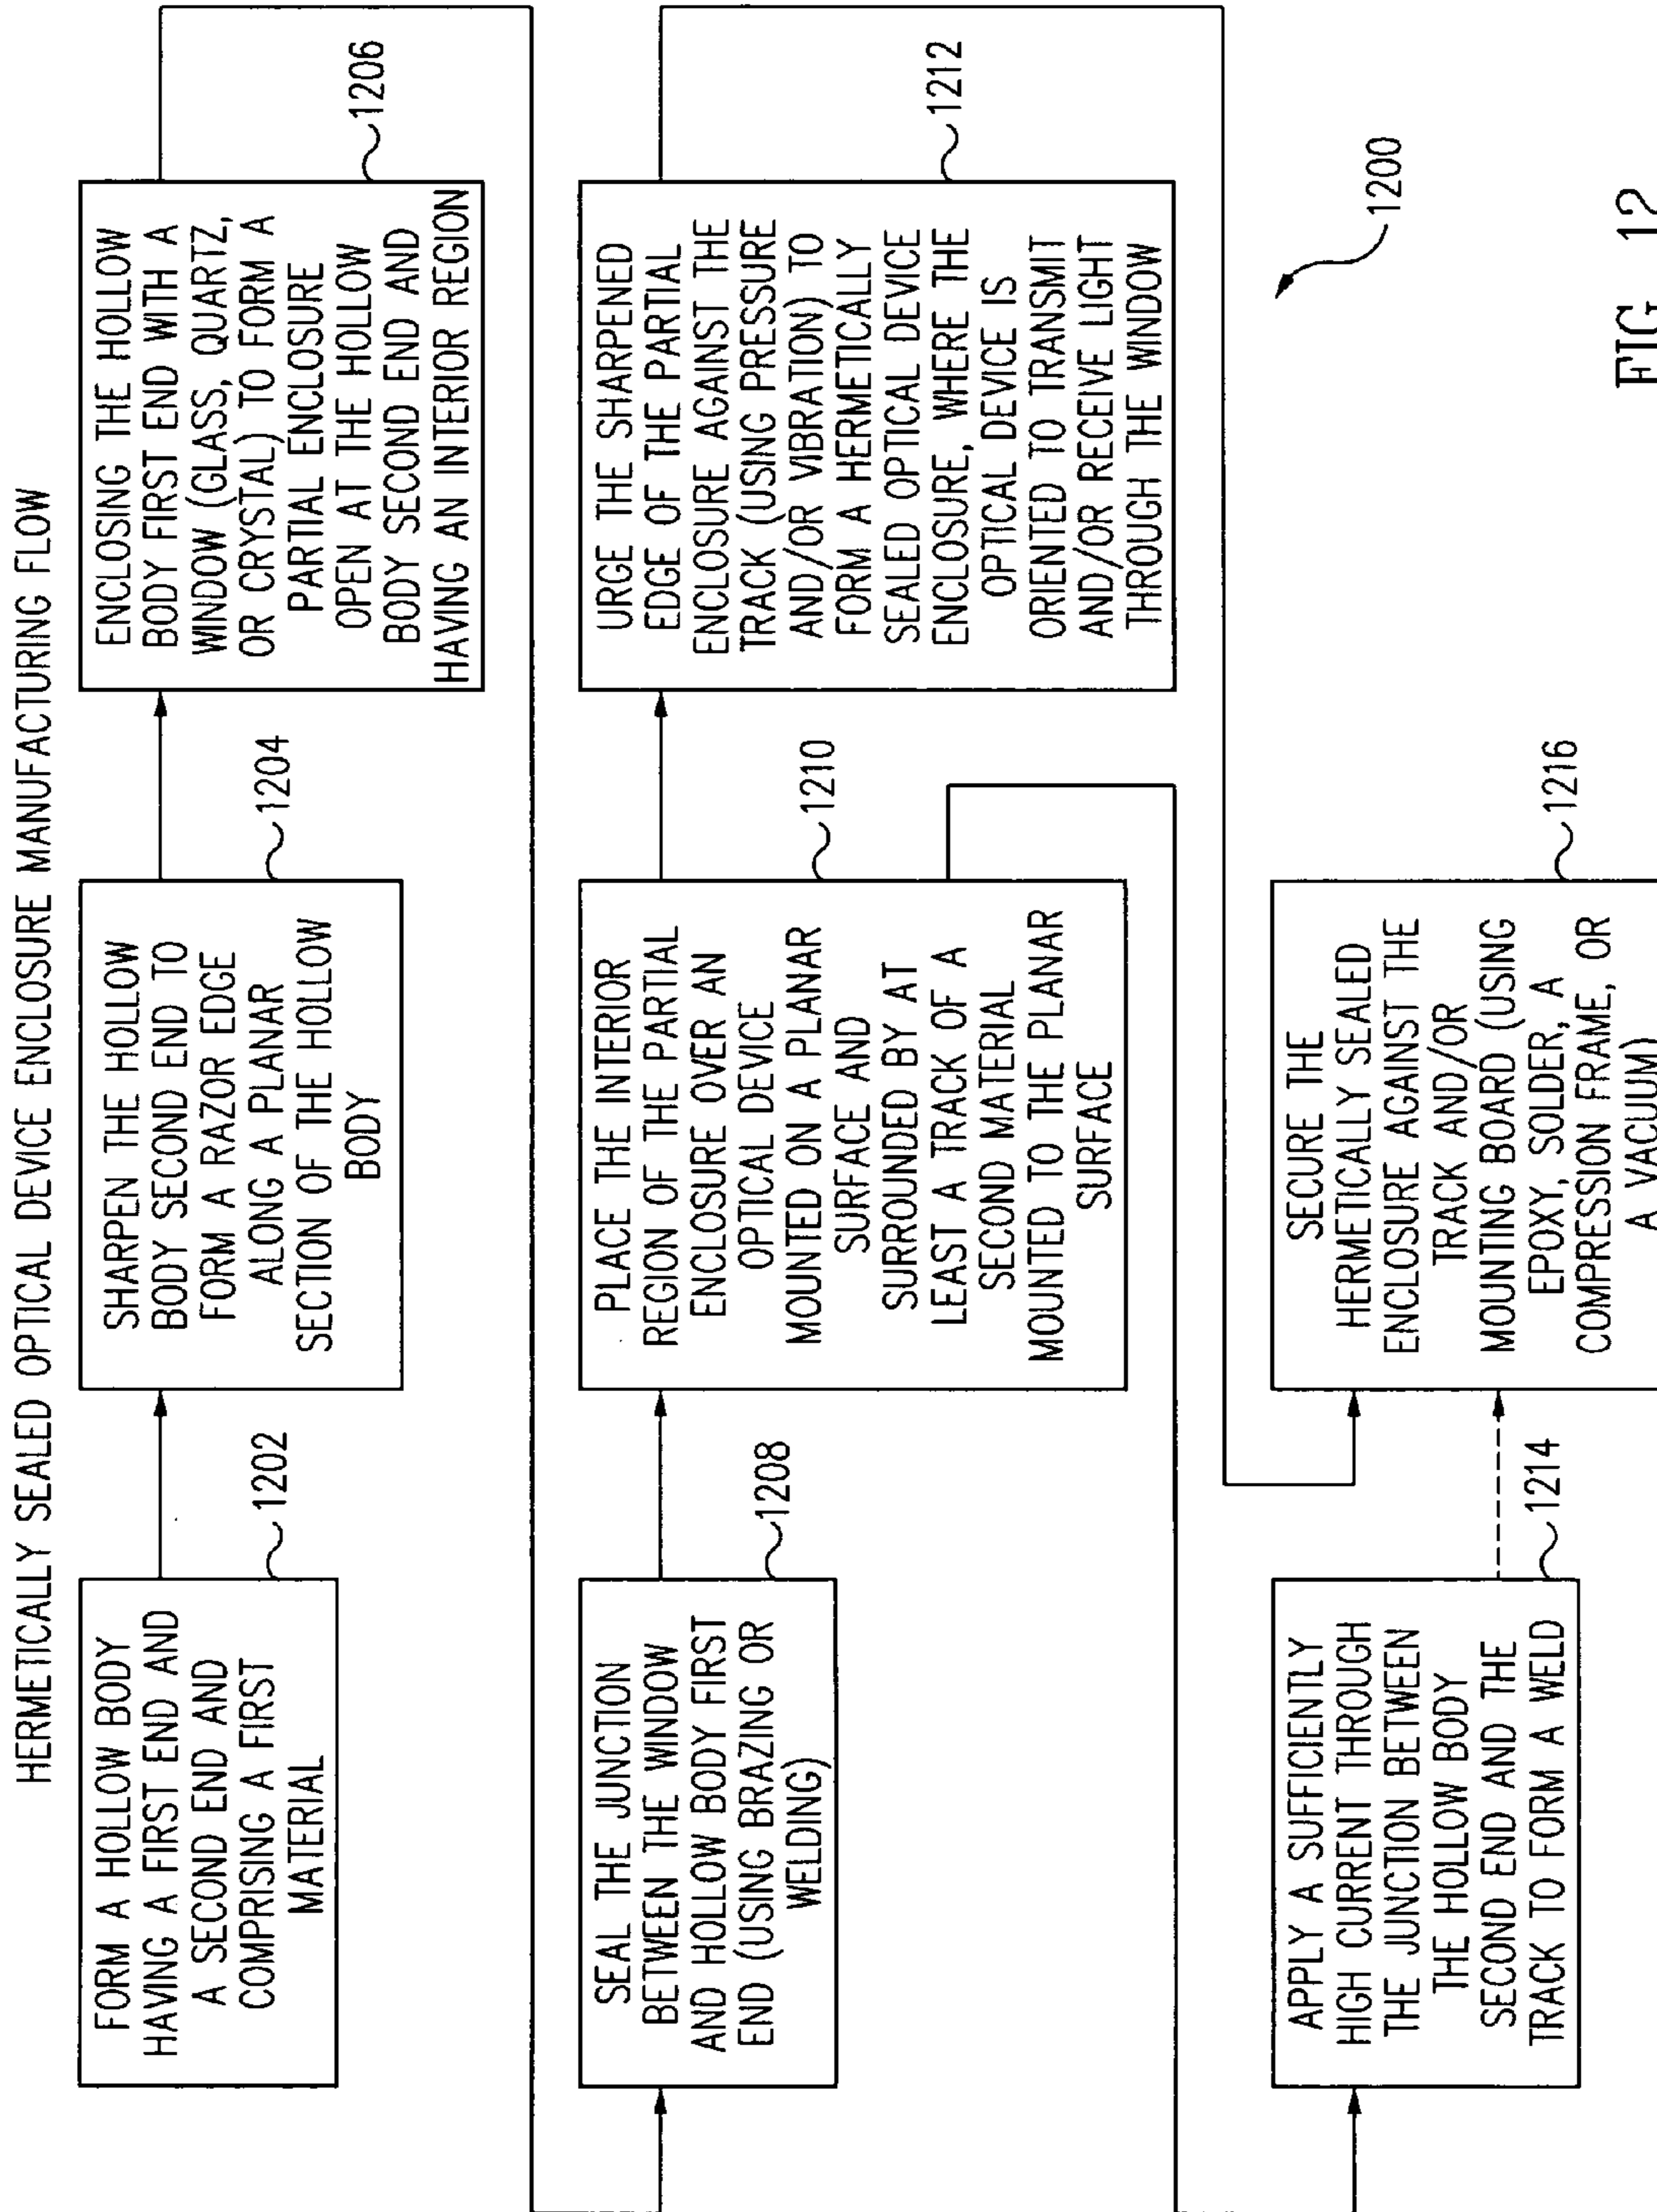 HERMETICALLY SEALED OPTICAL DEVICE ENCLOSURE MANUFACTURING FLOW
FORM A HOLLOW BODY
HAVING A FIRST END AND
A SECOND END AND
COMPRISING A FIRST
MATERIAL
1202
SHARPEN THE HOLLOW
BODY SECOND END TO
FORM A RAZOR EDGE
ALONG A PLANAR
SECTION OF THE HOLLOW
BODY
1204
ENCLOSING THE HOLLOW
BODY FIRST END WITH A
WINDOW (GLASS, QUARTZ,
OR CRYSTAL) TO FORM A
PARTIAL ENCLOSURE
OPEN AT THE HOLLOW
BODY SECOND END AND
HAVING AN INTERIOR REGION
1206
SEAL THE JUNCTION
BETWEEN THE WINDOW
AND HOLLOW BODY FIRST
END (USING BRAZING OR
WELDING)
1208
PLACE THE INTERIOR
REGION OF THE PARTIAL
ENCLOSURE OVER AN
OPTICAL DEVICE
MOUNTED ON A PLANAR
SURFACE AND
SURROUNDED BY AT
LEAST A TRACK OF A
SECOND MATERIAL
MOUNTED TO THE PLANAR
SURFACE
1210
URGE THE SHARPENED
EDGE OF THE PARTIAL
ENCLOSURE AGAINST THE
TRACK (USING PRESSURE
AND/OR VIBRATION) TO
FORM A HERMETICALLY
SEALED OPTICAL DEVICE
ENCLOSURE, WHERE THE
OPTICAL DEVICE IS
ORIENTED TO TRANSMIT
AND/OR RECEIVE LIGHT
THROUGH THE WINDOW
1212
APPLY A SUFFICIENTLY
HIGH CURRENT THROUGH
THE JUNCTION BETWEEN
THE HOLLOW BODY
SECOND END AND THE
TRACK TO FORM A WELD
1214
SECURE THE
HERMETICALLY SEALED
ENCLOSURE AGAINST THE
TRACK AND/OR
MOUNTING BOARD (USING
EPOXY, SOLDER, A
COMPRESSION FRAME, OR
A VACUUM)
1216
1200
FIG. 12